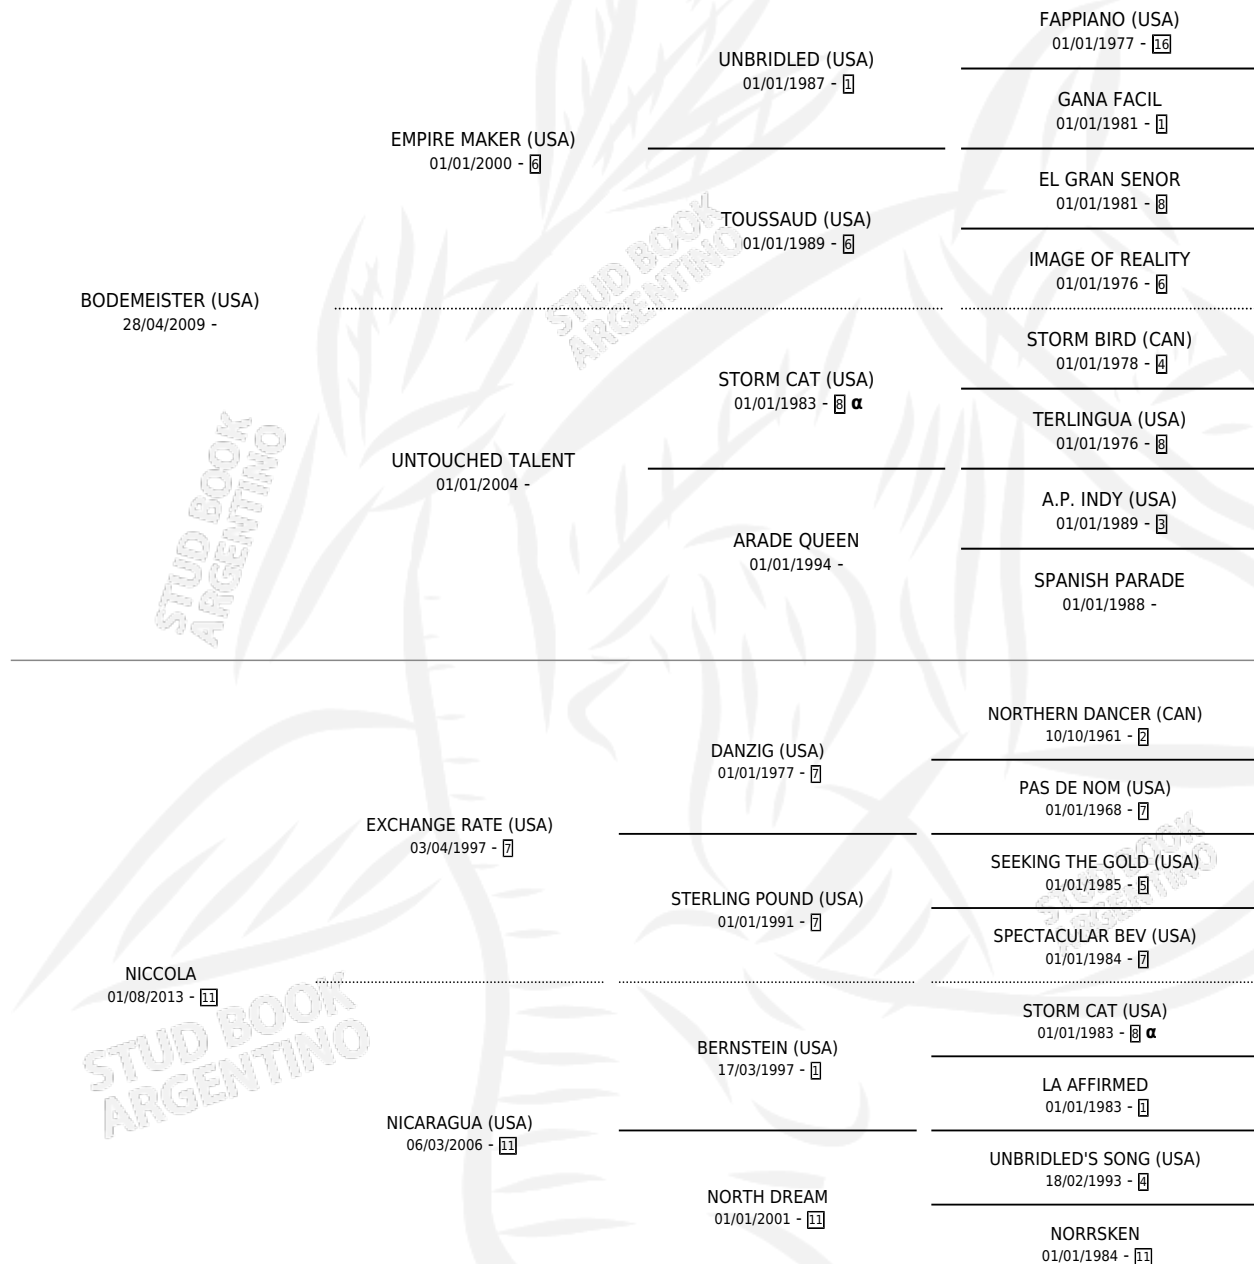 FAPPIANO (USA)
01/01/1977 - 16
UNBRIDLED (USA)
01/01/1987 - 1
GANA FACIL
01/01/1981 - 1
EMPIRE MAKER (USA)
01/01/2000 - 6
EL GRAN SENOR
01/01/1981 - 8
TOUSSAUD (USA)
01/01/1989 - 6
IMAGE OF REALITY
01/01/1976 - 6
BODEMEISTER (USA)
28/04/2009 -
STORM BIRD (CAN)
01/01/1978 - 4
STORM CAT (USA)
01/01/1983 - 8 α
TERLINGUA (USA)
01/01/1976 - 8
UNTOUCHED TALENT
01/01/2004 -
A.P. INDY (USA)
01/01/1989 - 3
ARADE QUEEN
01/01/1994 -
SPANISH PARADE
01/01/1988 -
NORTHERN DANCER (CAN)
10/10/1961 - 2
DANZIG (USA)
01/01/1977 - 7
PAS DE NOM (USA)
01/01/1968 - 7
EXCHANGE RATE (USA)
03/04/1997 - 7
SEEKING THE GOLD (USA)
01/01/1985 - 5
STERLING POUND (USA)
01/01/1991 - 7
SPECTACULAR BEV (USA)
01/01/1984 - 7
NICCOLA
01/08/2013 - 11
STORM CAT (USA)
01/01/1983 - 8 α
BERNSTEIN (USA)
17/03/1997 - 1
LA AFFIRMED
01/01/1983 - 1
NICARAGUA (USA)
06/03/2006 - 11
UNBRIDLED'S SONG (USA)
18/02/1993 - 4
NORTH DREAM
01/01/2001 - 11
NORRSKEN
01/01/1984 - 11
STUD BOOK
ARGENTINO
STUD BOOK
ARGENTINO
STUD BOOK
ARGENTINO
STUD BOOK
ARGENTINO